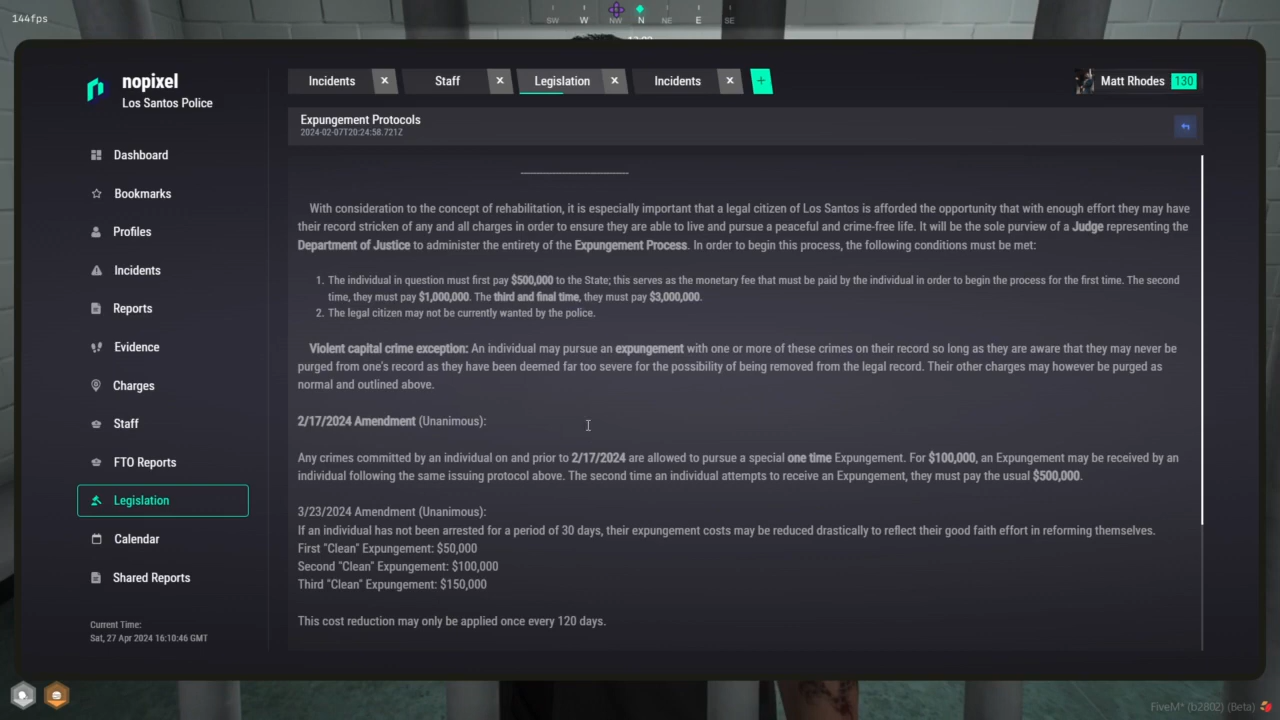 144fps
SW W NW N NE E SE
nopixel
Los Santos Police
Incidents × Staff × Legislation × Incidents × +
Matt Rhodes 130
Expungement Protocols
2024-02-07T20:24:58.721Z
Dashboard
Bookmarks
Profiles
Incidents
Reports
Evidence
Charges
Staff
FTO Reports
Legislation
Calendar
Shared Reports
Current Time:
Sat, 27 Apr 2024 16:10:46 GMT
With consideration to the concept of rehabilitation, it is especially important that a legal citizen of Los Santos is afforded the opportunity that with enough effort they may have
their record stricken of any and all charges in order to ensure they are able to live and pursue a peaceful and crime-free life. It will be the sole purview of a Judge representing the
Department of Justice to administer the entirety of the Expungement Process. In order to begin this process, the following conditions must be met:
1. The individual in question must first pay $500,000 to the State; this serves as the monetary fee that must be paid by the individual in order to begin the process for the first time. The second
time, they must pay $1,000,000. The third and final time, they must pay $3,000,000.
2. The legal citizen may not be currently wanted by the police.
Violent capital crime exception: An individual may pursue an expungement with one or more of these crimes on their record so long as they are aware that they may never be
purged from one's record as they have been deemed far too severe for the possibility of being removed from the legal record. Their other charges may however be purged as
normal and outlined above.
2/17/2024 Amendment (Unanimous):
Any crimes committed by an individual on and prior to 2/17/2024 are allowed to pursue a special one time Expungement. For $100,000, an Expungement may be received by an
individual following the same issuing protocol above. The second time an individual attempts to receive an Expungement, they must pay the usual $500,000.
3/23/2024 Amendment (Unanimous):
If an individual has not been arrested for a period of 30 days, their expungement costs may be reduced drastically to reflect their good faith effort in reforming themselves.
First "Clean" Expungement: $50,000
Second "Clean" Expungement: $100,000
Third "Clean" Expungement: $150,000
This cost reduction may only be applied once every 120 days.
FiveM* (b2802) (Beta)